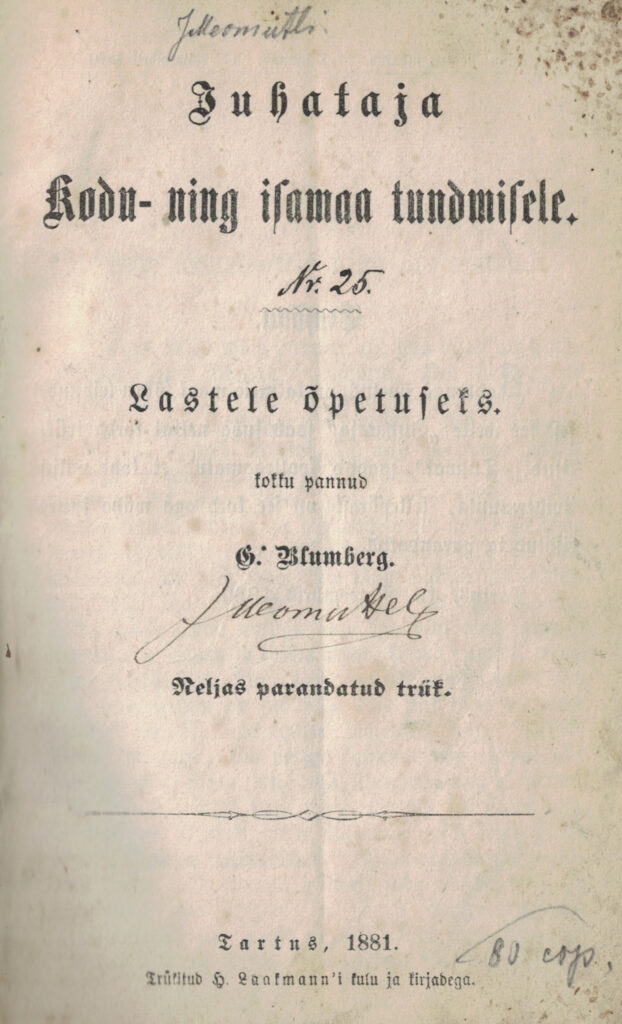 Juhataja
Kodu- ning isamaa tundmisele.
Nr. 25.
Lastele õpetuseks.
kokku pannud
G. Blumberg.
Neljas parandatud trük.
Tartus, 1881.
80 cop.
Trükitud H. Laakmann'i kulu ja kirjadega.